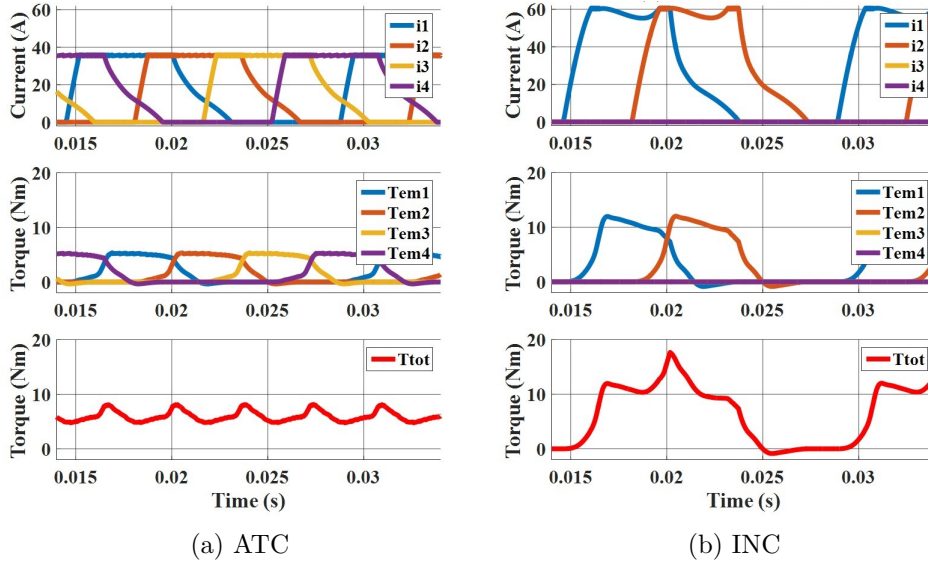 Current (A)
60
40
20
0
i1
i2
i3
i4
0.015 0.02 0.025 0.03
Torque (Nm)
20
10
0
Tem1
Tem2
Tem3
Tem4
0.015 0.02 0.025 0.03
Torque (Nm)
20
10
0
Ttot
0.015 0.02 0.025 0.03
Time (s)
(a) ATC
Current (A)
60
40
20
0
i1
i2
i3
i4
0.015 0.02 0.025 0.03
Torque (Nm)
20
10
0
Tem1
Tem2
Tem3
Tem4
0.015 0.02 0.025 0.03
Torque (Nm)
20
10
0
Ttot
0.015 0.02 0.025 0.03
Time (s)
(b) INC